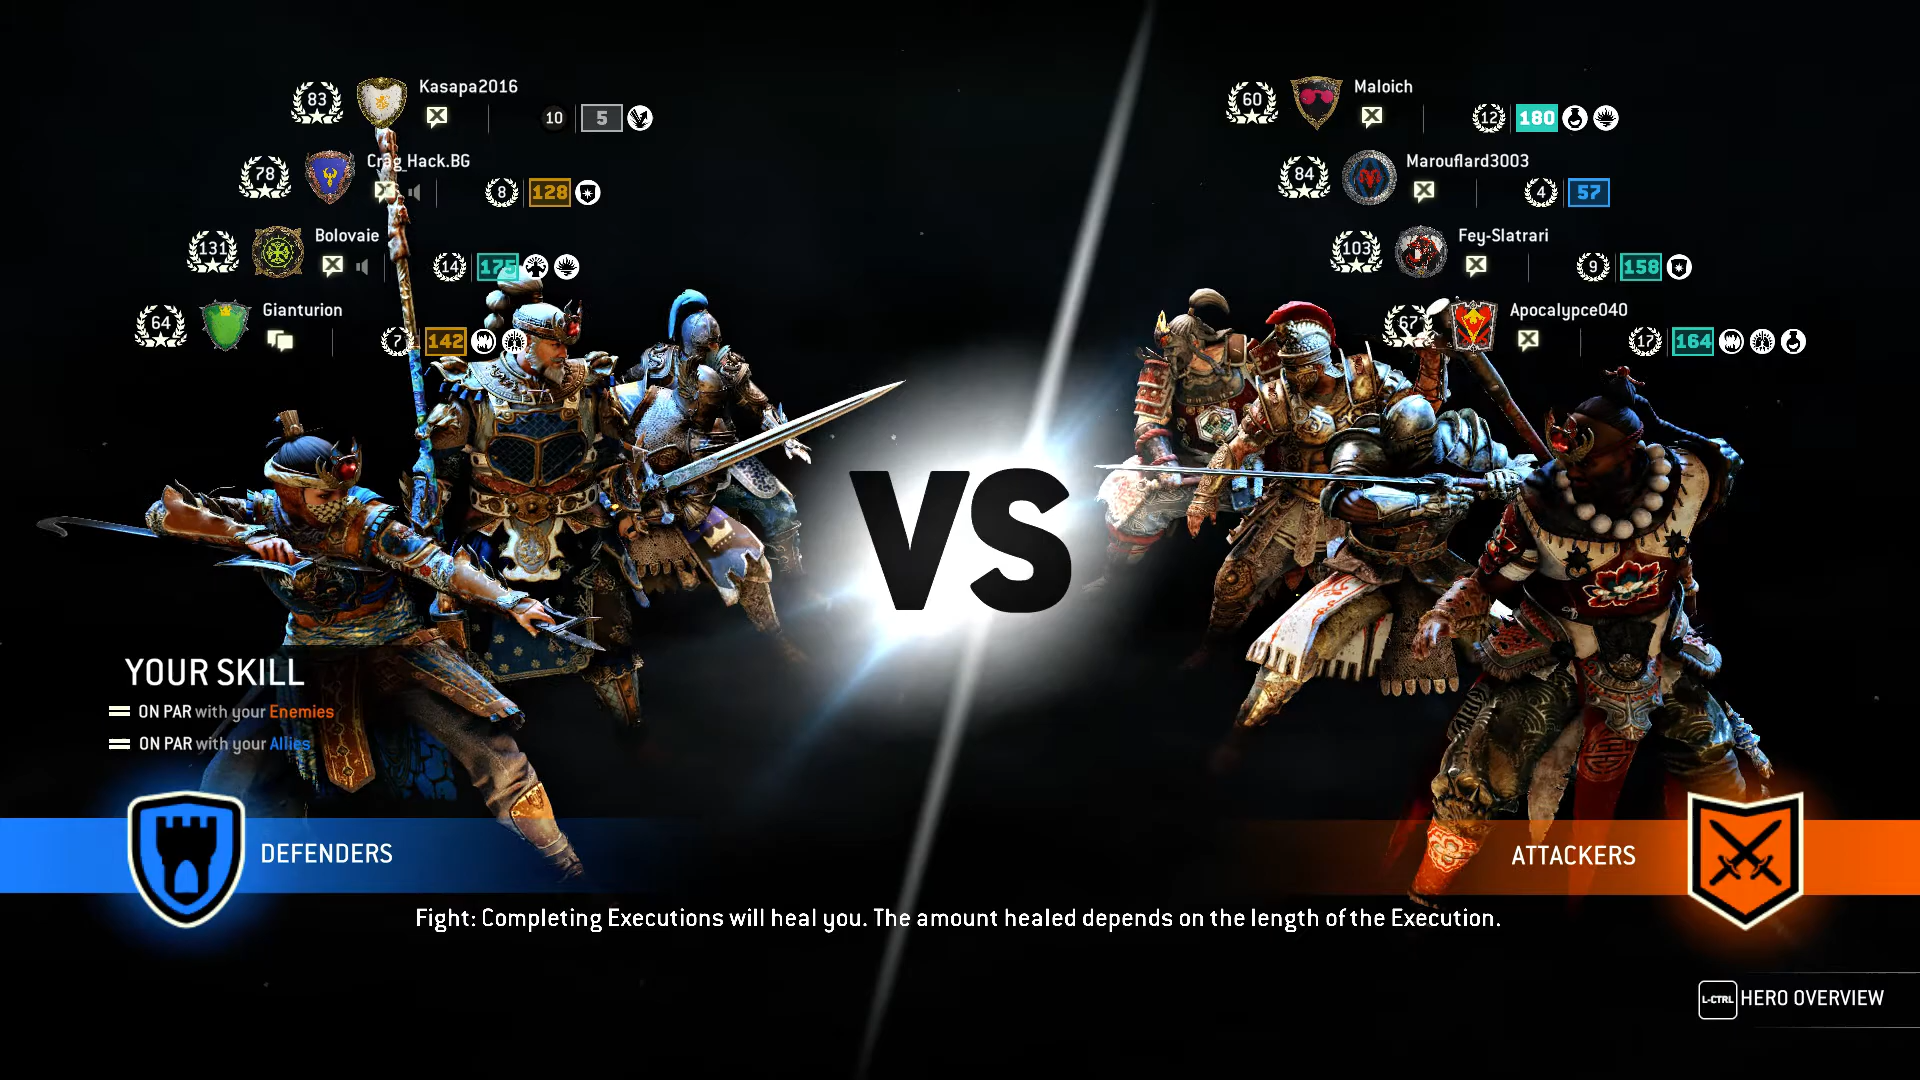 83 Kasapa2016
10 5
78 Crag_Hack.BG
8 128
131 Bolovaie
14 175
64 Gianturion
7 142
60 Maloich
12 180
84 Marouflard3003
4 57
103 Fey-Slatrari
9 158
67 Apocalypce040
17 164
VS
YOUR SKILL
ON PAR with your Enemies
ON PAR with your Allies
DEFENDERS
ATTACKERS
Fight: Completing Executions will heal you. The amount healed depends on the length of the Execution.
L-CTRL HERO OVERVIEW